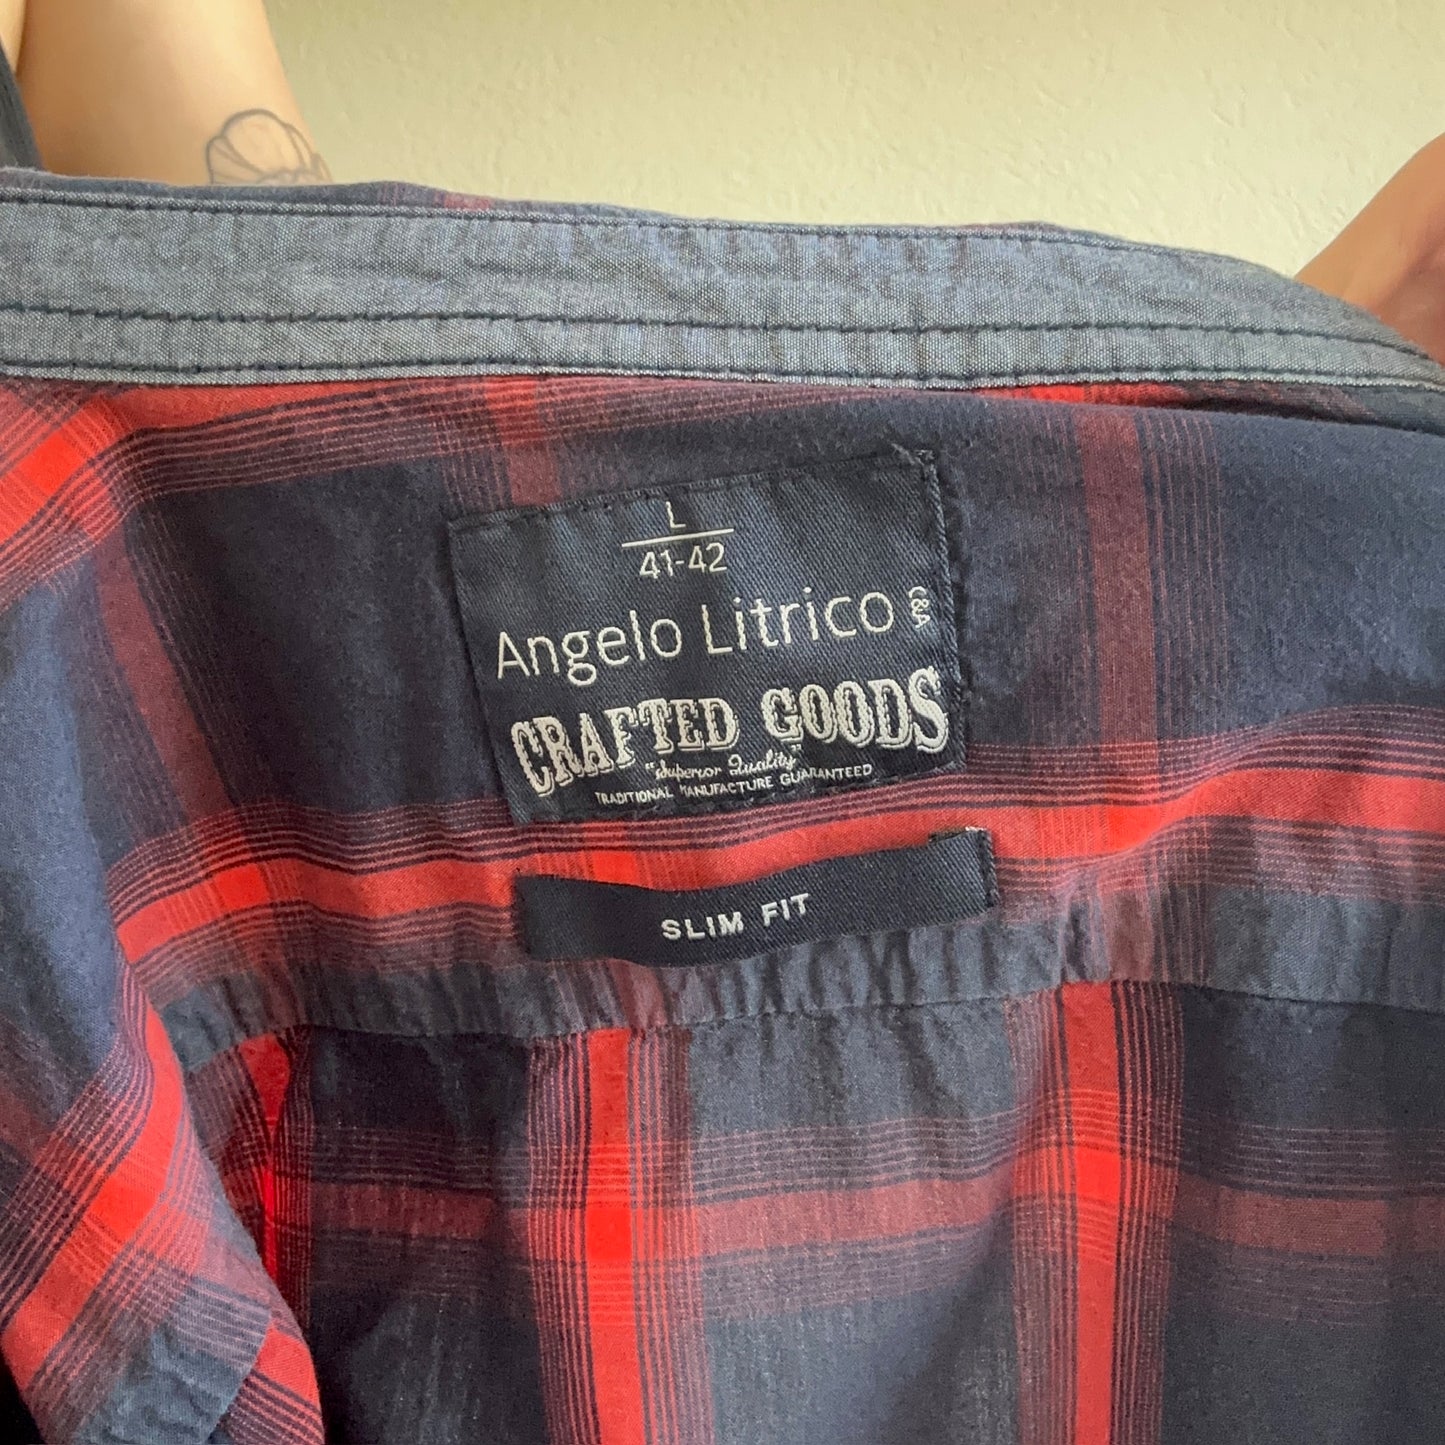 L
41-42
Angelo Litrico C&A
CRAFTED GOODS
"Superior Quality"
TRADITIONAL MANUFACTURE GUARANTEED
SLIM FIT